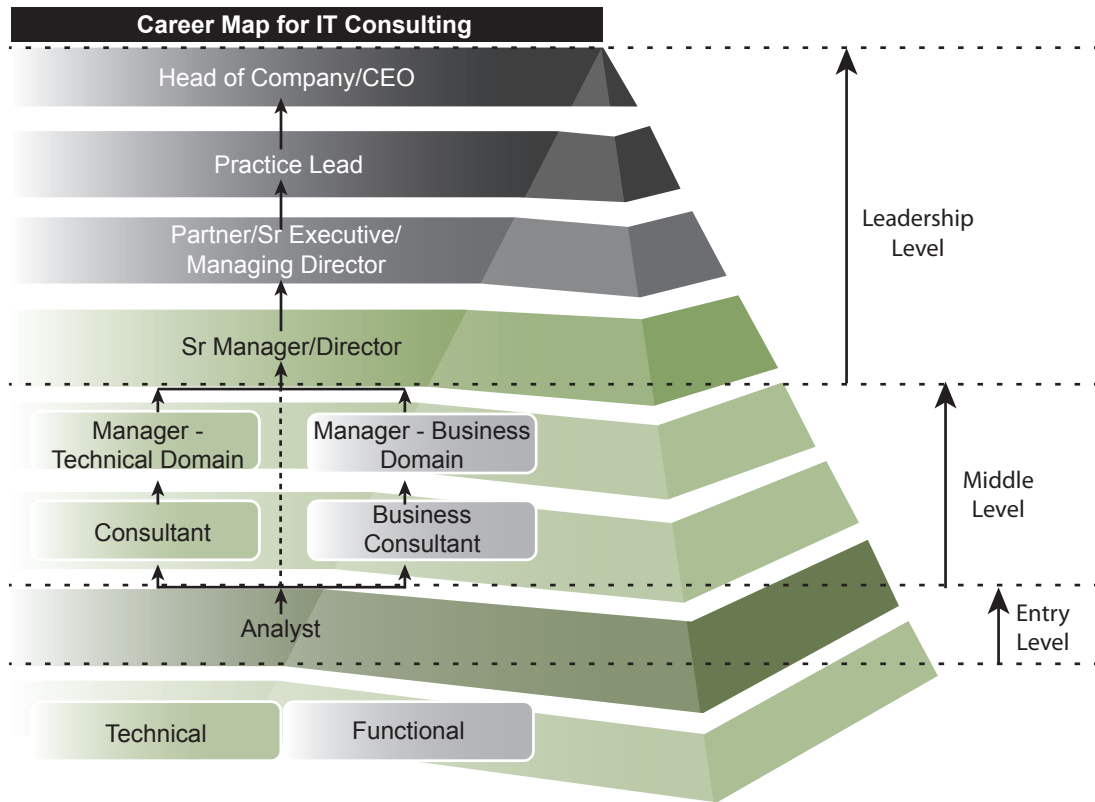 Career Map for IT Consulting
Head of Company/CEO
Practice Lead
Partner/Sr Executive/
Managing Director
Leadership
Level
Sr Manager/Director
Manager -
Technical Domain
Manager - Business
Domain
Consultant
Business
Consultant
Middle
Level
Analyst
Entry
Level
Technical
Functional